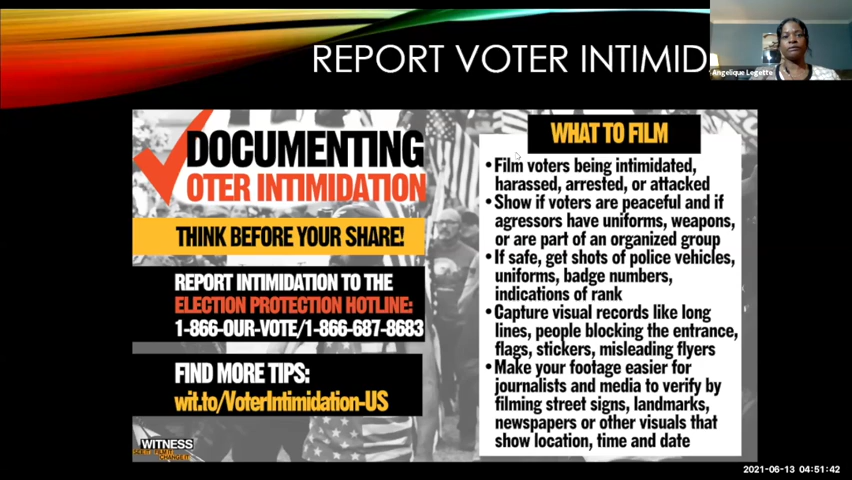 REPORT VOTER INTIMID
Angelique Legette
DOCUMENTING
OTER INTIMIDATION
THINK BEFORE YOUR SHARE!
REPORT INTIMIDATION TO THE
ELECTION PROTECTION HOTLINE:
1-866-OUR-VOTE/1-866-687-8683
FIND MORE TIPS:
wit.to/VoterIntimidation-US
WITNESS
WHAT TO FILM
•Film voters being intimidated,
harassed, arrested, or attacked
•Show if voters are peaceful and if
agressors have uniforms, weapons,
or are part of an organized group
•If safe, get shots of police vehicles,
uniforms, badge numbers,
indications of rank
•Capture visual records like long
lines, people blocking the entrance,
flags, stickers, misleading flyers
•Make your footage easier for
journalists and media to verify by
filming street signs, landmarks,
newspapers or other visuals that
show location, time and date
2021-06-13 04:51:42